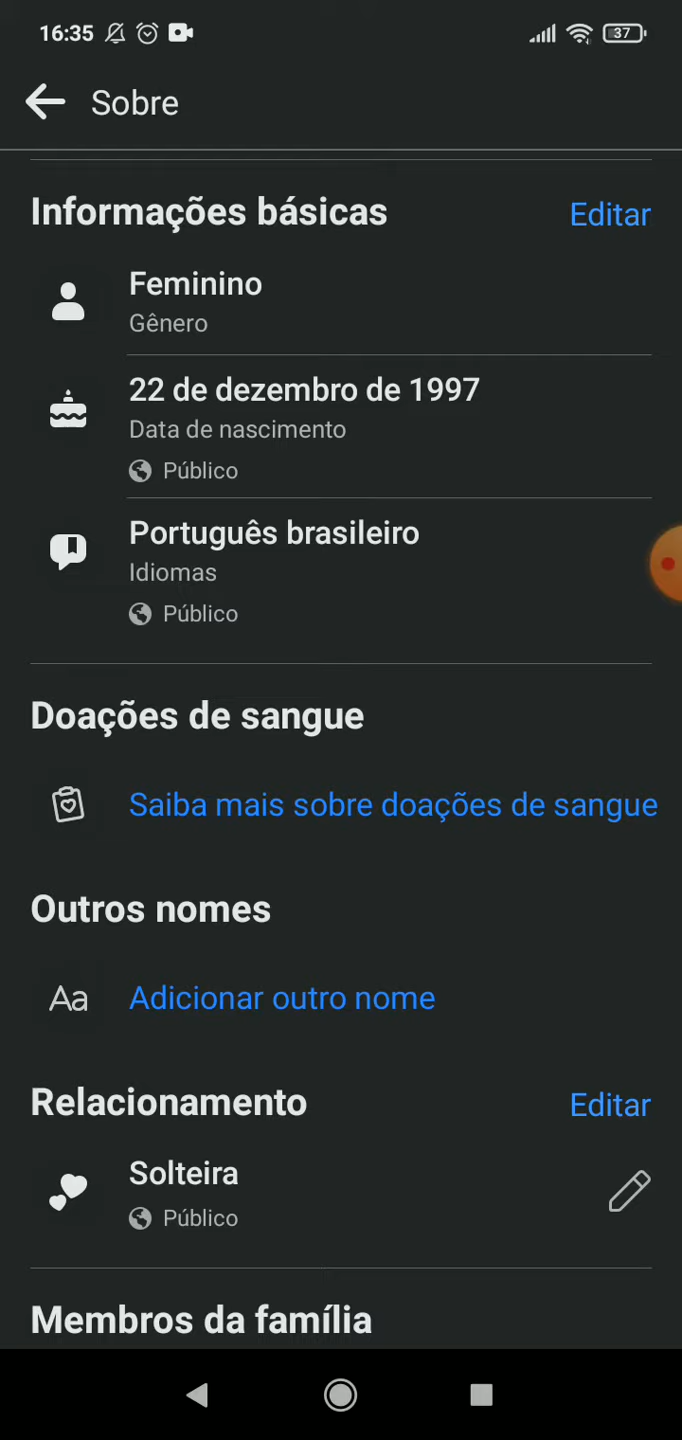 16:35
37
Sobre
Informações básicas
Editar
Feminino
Gênero
22 de dezembro de 1997
Data de nascimento
Público
Português brasileiro
Idiomas
Público
Doações de sangue
Saiba mais sobre doações de sangue
Outros nomes
Aa
Adicionar outro nome
Relacionamento
Editar
Solteira
Público
Membros da família